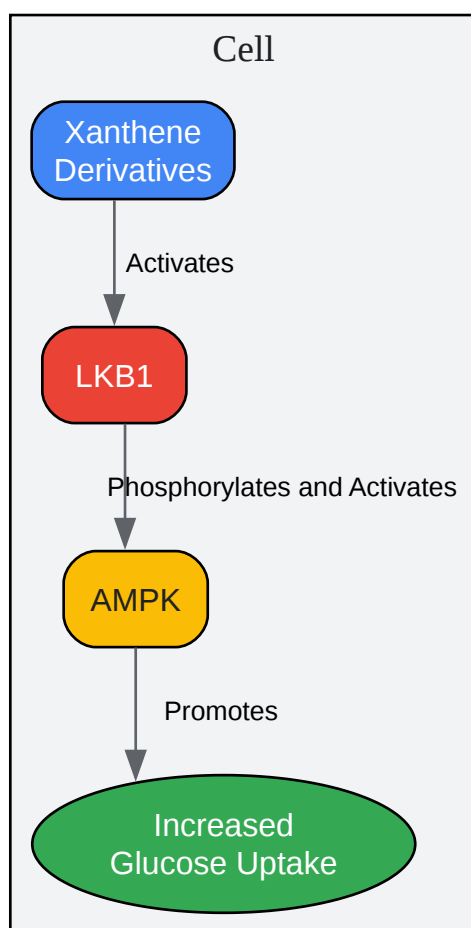 Cell
Xanthene
Derivatives
Activates
LKB1
Phosphorylates and Activates
AMPK
Promotes
Increased
Glucose Uptake